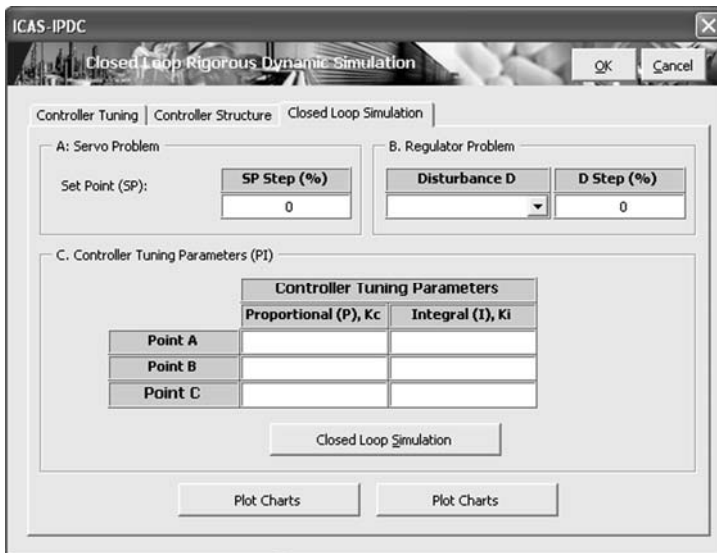 ICAS-IPDC
Closed Loop Rigorous Dynamic Simulation
OK Cancel
Controller Tuning Controller Structure Closed Loop Simulation
A: Servo Problem B. Regulator Problem
Set Point (SP): SP Step (%) Disturbance D D Step (%)
0 0
C. Controller Tuning Parameters (PI)
Controller Tuning Parameters
Proportional (P), Kc Integral (I), Ki
Point A
Point B
Point C
Closed Loop Simulation
Plot Charts Plot Charts